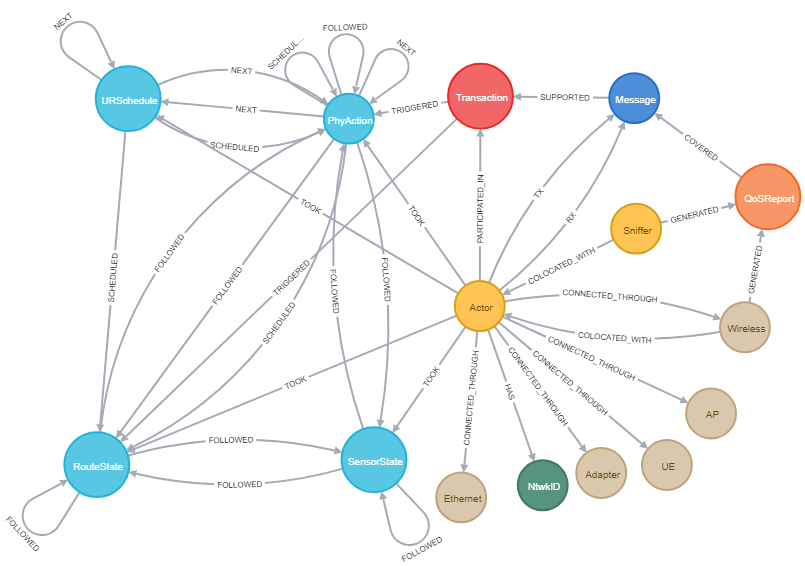 NEXT
FOLLOWED
SCHEDUL...
NEXT
URSchedule
NEXT
NEXT
PhyAction
TRIGGERED
Transaction
SUPPORTED
Message
SCHEDULED
COVERED
QoSReport
TOOK
TOOK
PARTICIPATED_IN
TX
RX
Sniffer
GENERATED
COLOCATED_WITH
SCHEDULED
FOLLOWED
FOLLOWED
TRIGGERED
FOLLOWED
FOLLOWED
SCHEDULED
Actor
CONNECTED_THROUGH
GENERATED
Wireless
COLOCATED_WITH
CONNECTED_THROUGH
CONNECTED_THROUGH
CONNECTED_THROUGH
CONNECTED_THROUGH
HAS
TOOK
TOOK
AP
FOLLOWED
RouteState
SensorState
FOLLOWED
UE
Adapter
NtwkID
Ethernet
FOLLOWED
FOLLOWED